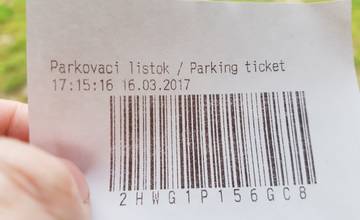 Parkovaci listok / Parking ticket
17:15:16 16.03.2017
2HWG1P156GC8